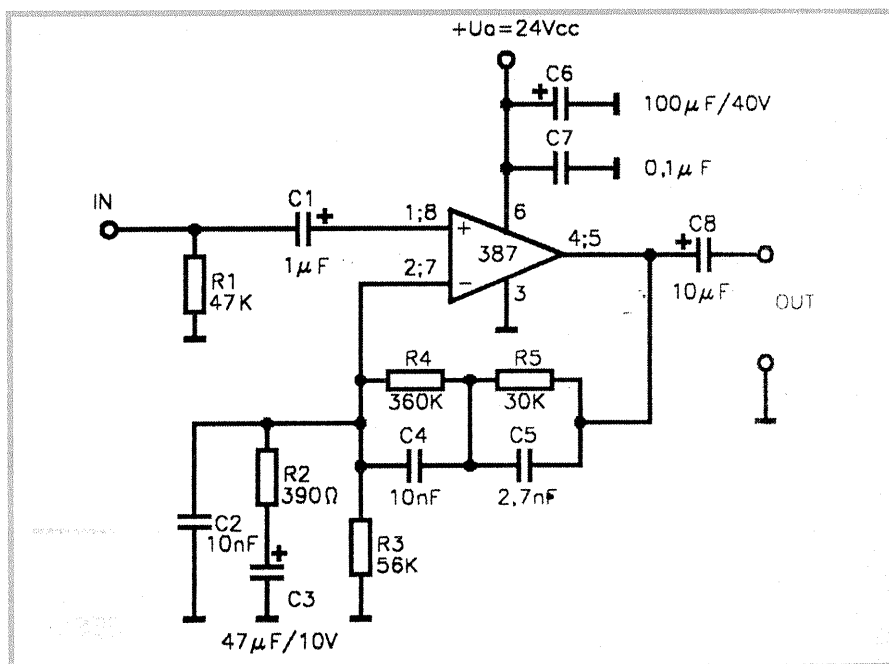 +Ua=24Vcc
C6
+
100μF/40V
C7
0,1μF
IN
C1
+
1μF
1;8
+
6
387
4;5
+
C8
10μF
2;7
−
3
R1
47K
OUT
R4
360K
R5
30K
C4
10nF
C5
2,7nF
R2
390Ω
C2
10nF
+
C3
47μF/10V
R3
56K